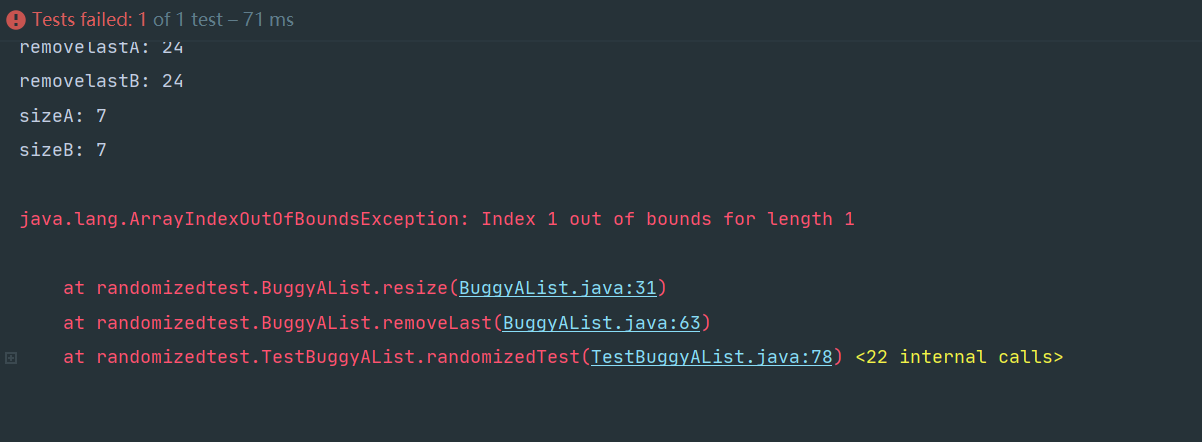 Tests failed: 1 of 1 test – 71 ms
removelastA: 24
removelastB: 24
sizeA: 7
sizeB: 7
java.lang.ArrayIndexOutOfBoundsException: Index 1 out of bounds for length 1
at randomizedtest.BuggyAList.resize(BuggyAList.java:31)
at randomizedtest.BuggyAList.removeLast(BuggyAList.java:63)
at randomizedtest.TestBuggyAList.randomizedTest(TestBuggyAList.java:78) <22 internal calls>